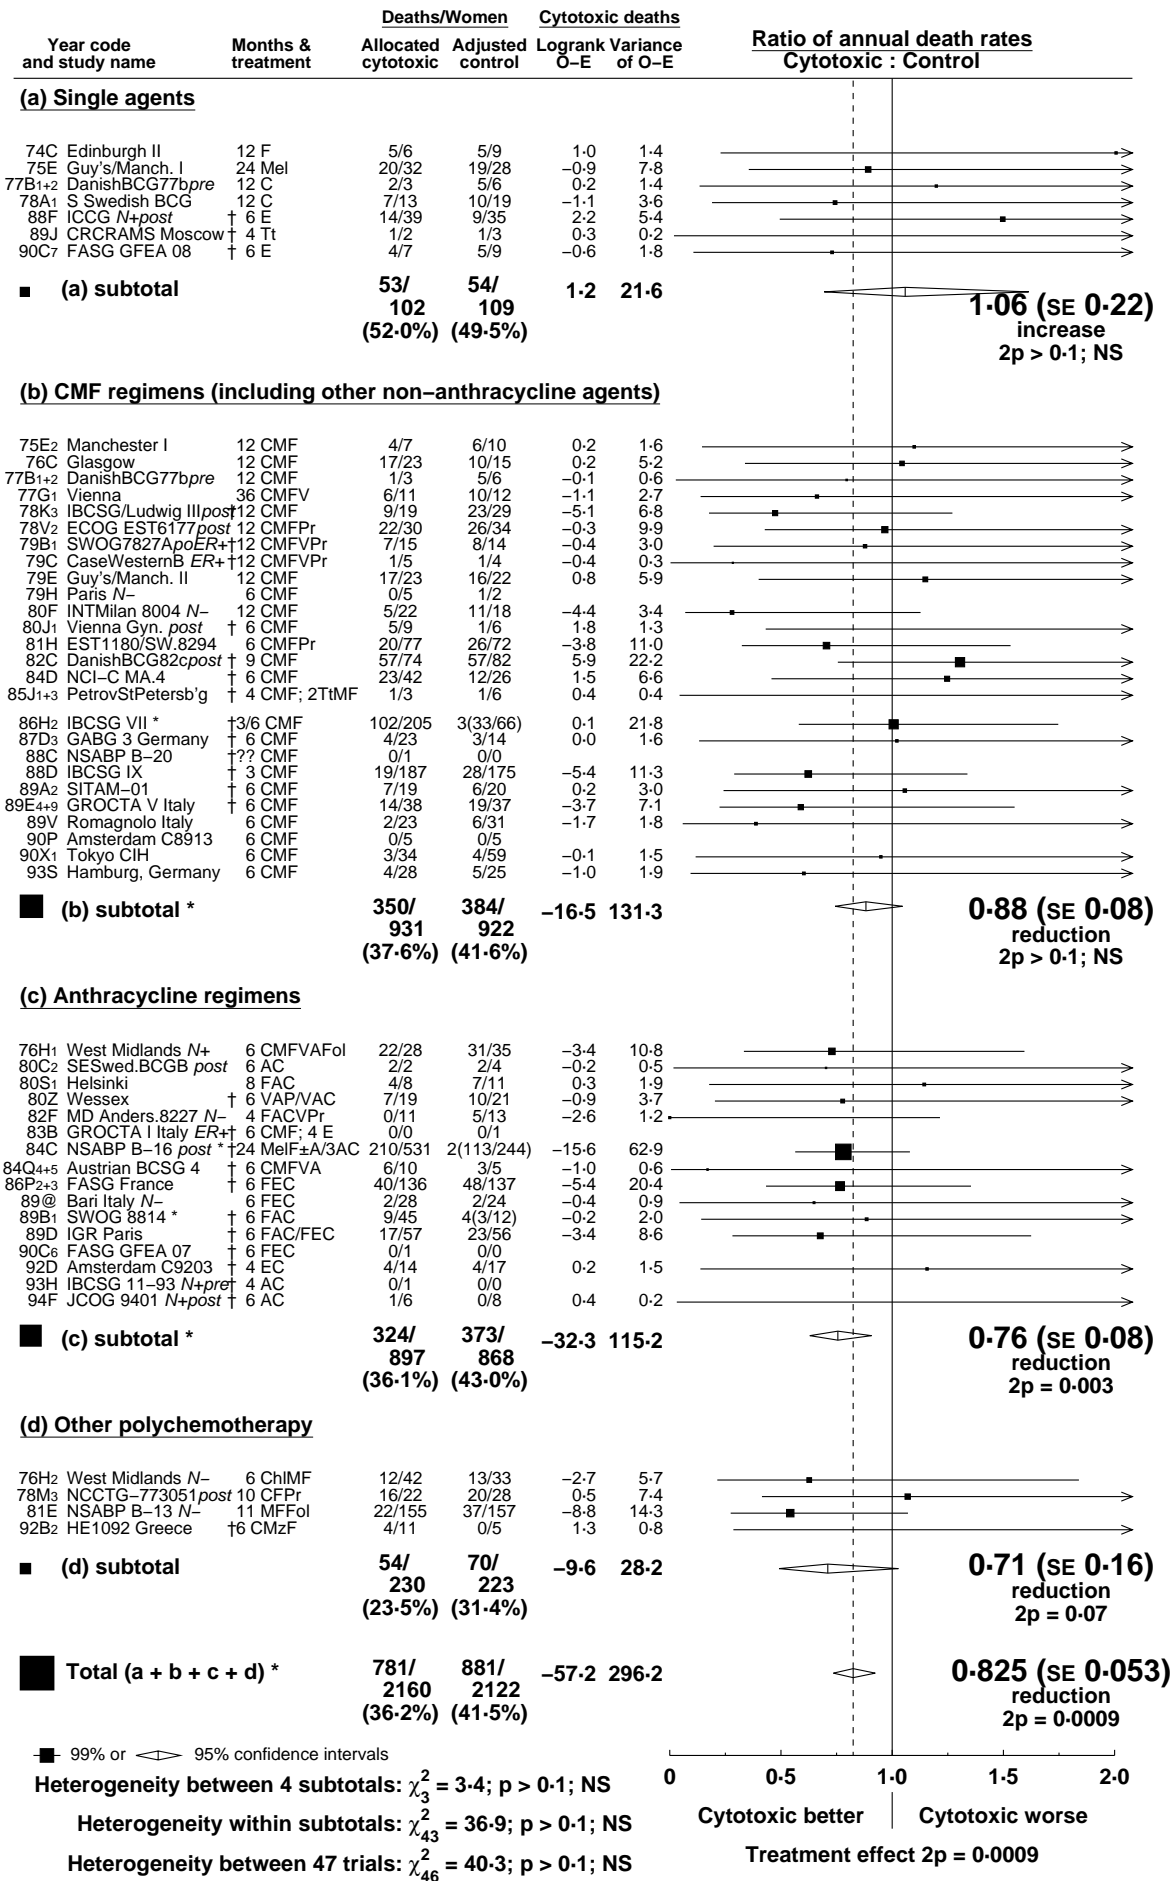 Deaths/Women Cytotoxic deaths
Year code Months & Allocated Adjusted Logrank Variance Ratio of annual death rates
and study name treatment cytotoxic control O–E of O–E Cytotoxic : Control
(a) Single agents
74C Edinburgh II 12 F 5/6 5/9 1·0 1·4
75E Guy's/Manch. I 24 Mel 20/32 19/28 –0·9 7·8
77B1+2 DanishBCG77bpre 12 C 2/3 5/6 0·2 1·4
78A1 S Swedish BCG 12 C 7/13 10/19 –1·1 3·6
88F ICCG N+post † 6 E 14/39 9/35 2·2 5·4
89J CRCRAMS Moscow † 4 Tt 1/2 1/3 0·3 0·2
90C7 FASG GFEA 08 † 6 E 4/7 5/9 –0·6 1·8
(a) subtotal 53/ 54/ 1·2 21·6 1·06 (SE 0·22)
102 109 increase
(52·0%) (49·5%) 2p > 0·1; NS
(b) CMF regimens (including other non–anthracycline agents)
75E2 Manchester I 12 CMF 4/7 6/10 0·2 1·6
76C Glasgow 12 CMF 17/23 10/15 0·2 5·2
77B1+2 DanishBCG77bpre 12 CMF 1/3 5/6 –0·1 0·6
77G1 Vienna 36 CMFV 6/11 10/12 –1·1 2·7
78K3 IBCSG/Ludwig IIIpost †12 CMF 9/19 23/29 –5·1 6·8
78V2 ECOG EST6177post 12 CMFPr 22/30 26/34 –0·3 9·9
79B1 SWOG7827ApoER+ †12 CMFVPr 7/15 8/14 –0·4 3·0
79C CaseWesternB ER+ †12 CMFVPr 1/5 1/4 –0·4 0·3
79E Guy's/Manch. II 12 CMF 17/23 16/22 0·8 5·9
79H Paris N– 6 CMF 0/5 1/2
80F INTMilan 8004 N– 12 CMF 5/22 11/18 –4·4 3·4
80J1 Vienna Gyn. post † 6 CMF 5/9 1/6 1·8 1·3
81H EST1180/SW.8294 6 CMFPr 20/77 26/72 –3·8 11·0
82C DanishBCG82cpost † 9 CMF 57/74 57/82 5·9 22·2
84D NCI–C MA.4 † 6 CMF 23/42 12/26 1·5 6·6
85J1+3 PetrovStPetersb'g † 4 CMF; 2TtMF 1/3 1/6 0·4 0·4
86H2 IBCSG VII * †3/6 CMF 102/205 3(33/66) 0·1 21·8
87D3 GABG 3 Germany † 6 CMF 4/23 3/14 0·0 1·6
88C NSABP B–20 †?? CMF 0/1 0/0
88D IBCSG IX † 3 CMF 19/187 28/175 –5·4 11·3
89A2 SITAM–01 † 6 CMF 7/19 6/20 0·2 3·0
89E4+9 GROCTA V Italy † 6 CMF 14/38 19/37 –3·7 7·1
89V Romagnolo Italy 6 CMF 2/23 6/31 –1·7 1·8
90P Amsterdam C8913 6 CMF 0/5 0/5
90X1 Tokyo CIH 6 CMF 3/34 4/59 –0·1 1·5
93S Hamburg, Germany 6 CMF 4/28 5/25 –1·0 1·9
(b) subtotal * 350/ 384/ –16·5 131·3 0·88 (SE 0·08)
931 922 reduction
(37·6%) (41·6%) 2p > 0·1; NS
(c) Anthracycline regimens
76H1 West Midlands N+ 6 CMFVAFol 22/28 31/35 –3·4 10·8
80C2 SESwed.BCGB post 6 AC 2/2 2/4 –0·2 0·5
80S1 Helsinki 8 FAC 4/8 7/11 0·3 1·9
80Z Wessex † 6 VAP/VAC 7/19 10/21 –0·9 3·7
82F MD Anders.8227 N– 4 FACVPr 0/11 5/13 –2·6 1·2
83B GROCTA I Italy ER+ † 6 CMF; 4 E 0/0 0/1
84C NSABP B–16 post * †24 MelF±A/3AC 210/531 2(113/244) –15·6 62·9
84Q4+5 Austrian BCSG 4 † 6 CMFVA 6/10 3/5 –1·0 0·6
86P2+3 FASG France † 6 FEC 40/136 48/137 –5·4 20·4
89@ Bari Italy N– 6 FEC 2/28 2/24 –0·4 0·9
89B1 SWOG 8814 * † 6 FAC 9/45 4(3/12) –0·2 2·0
89D IGR Paris † 6 FAC/FEC 17/57 23/56 –3·4 8·6
90C6 FASG GFEA 07 † 6 FEC 0/1 0/0
92D Amsterdam C9203 † 4 EC 4/14 4/17 0·2 1·5
93H IBCSG 11–93 N+pre † 4 AC 0/1 0/0
94F JCOG 9401 N+post † 6 AC 1/6 0/8 0·4 0·2
(c) subtotal * 324/ 373/ –32·3 115·2 0·76 (SE 0·08)
897 868 reduction
(36·1%) (43·0%) 2p = 0·003
(d) Other polychemotherapy
76H2 West Midlands N– 6 ChlMF 12/42 13/33 –2·7 5·7
78M3 NCCTG–773051post 10 CFPr 16/22 20/28 0·5 7·4
81E NSABP B–13 N– 11 MFFol 22/155 37/157 –8·8 14·3
92B2 HE1092 Greece †6 CMzF 4/11 0/5 1·3 0·8
(d) subtotal 54/ 70/ –9·6 28·2 0·71 (SE 0·16)
230 223 reduction
(23·5%) (31·4%) 2p = 0·07
Total (a + b + c + d) * 781/ 881/ –57·2 296·2 0·825 (SE 0·053)
2160 2122 reduction
(36·2%) (41·5%) 2p = 0·0009
99% or 95% confidence intervals
0 0·5 1·0 1·5 2·0
Heterogeneity between 4 subtotals: χ²₃ = 3·4; p > 0·1; NS
Cytotoxic better Cytotoxic worse
Heterogeneity within subtotals: χ²₄₃ = 36·9; p > 0·1; NS
Treatment effect 2p = 0·0009
Heterogeneity between 47 trials: χ²₄₆ = 40·3; p > 0·1; NS